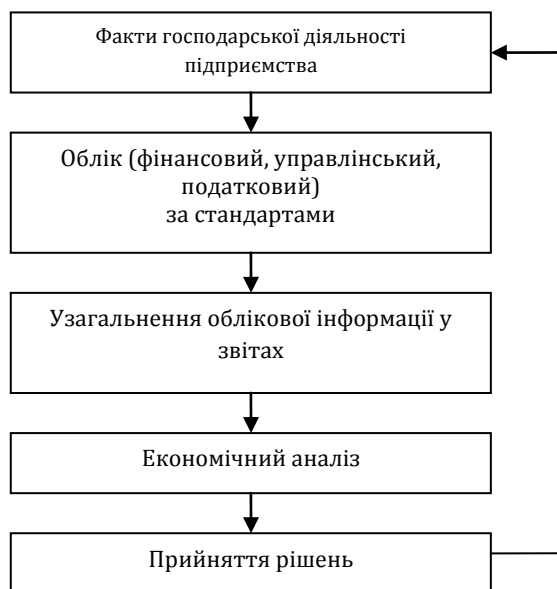 Факти господарської діяльності
підприємства
Облік (фінансовий, управлінський,
податковий)
за стандартами
Узагальнення облікової інформації у
звітах
Економічний аналіз
Прийняття рішень